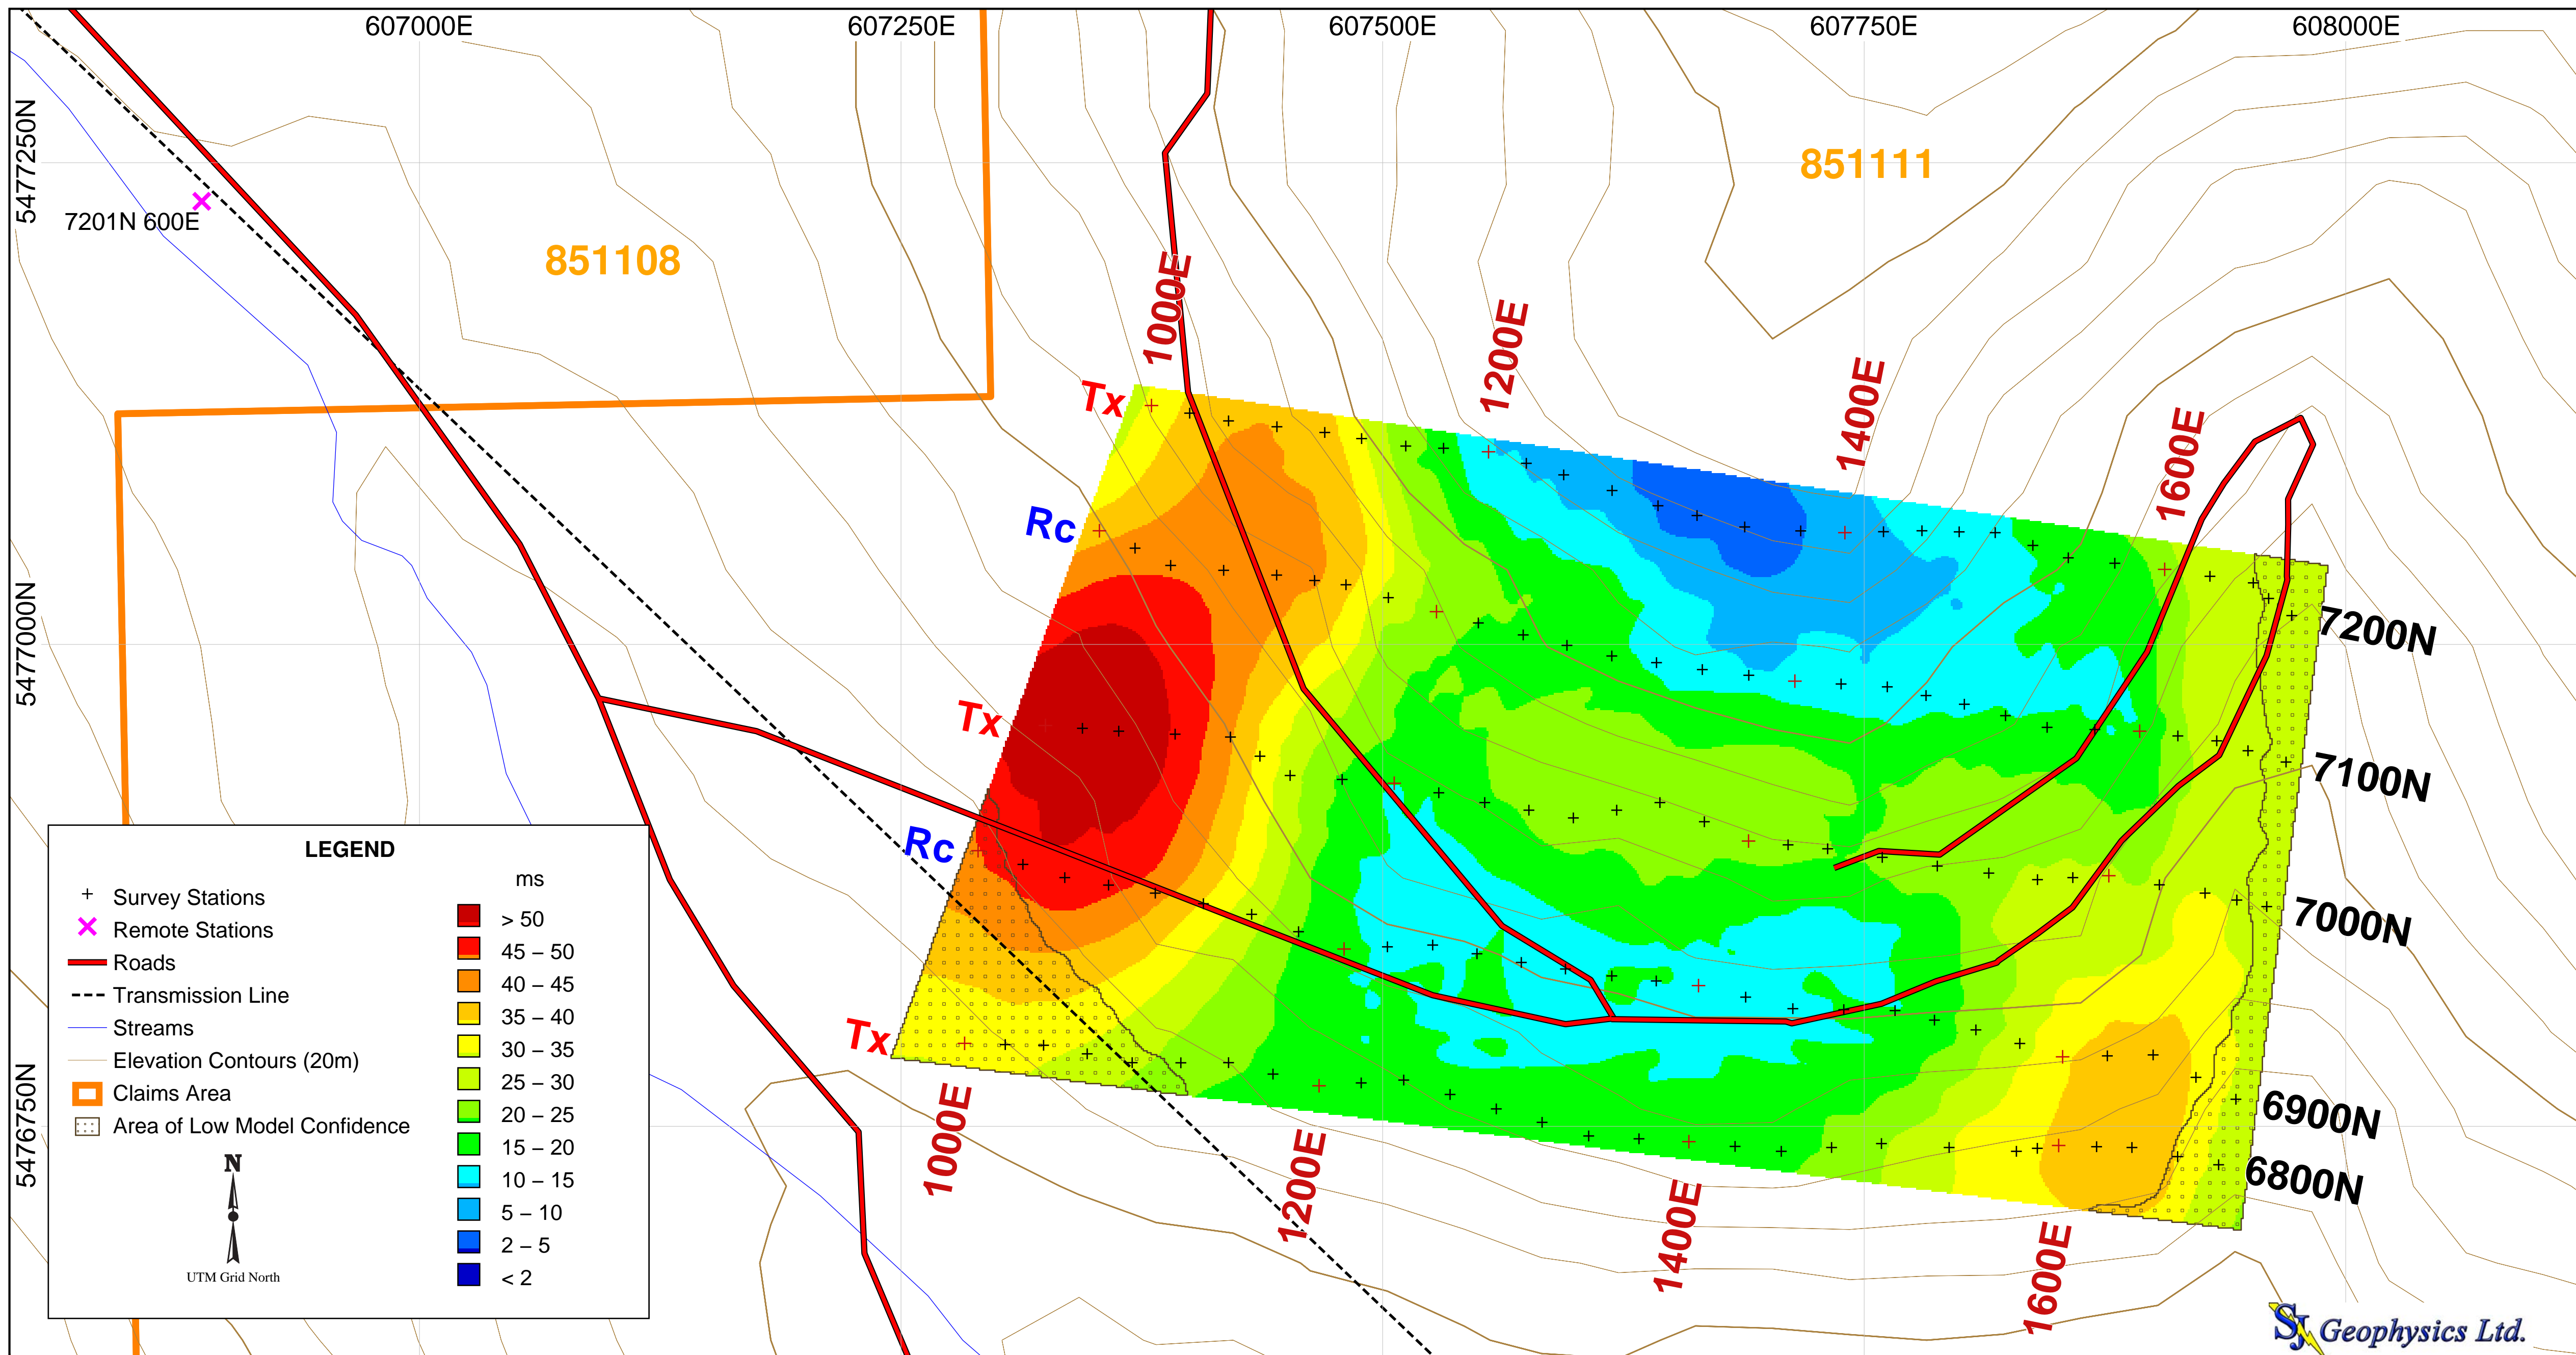 607000E
607250E
607500E
607750E
608000E
5477250N
851111
7201N 600E
851108
1000E
1200E
1400E
1600E
Tx
Rc
5477000N
7200N
Tx
7100N
Rc
7000N
Tx
6900N
6800N
5476750N
1000E
1200E
1400E
1600E
LEGEND
Survey Stations
Remote Stations
Roads
Transmission Line
Streams
Elevation Contours (20m)
Claims Area
Area of Low Model Confidence
ms
> 50
45 – 50
40 – 45
35 – 40
30 – 35
25 – 30
20 – 25
15 – 20
10 – 15
5 – 10
2 – 5
< 2
N
UTM Grid North
SJ Geophysics Ltd.